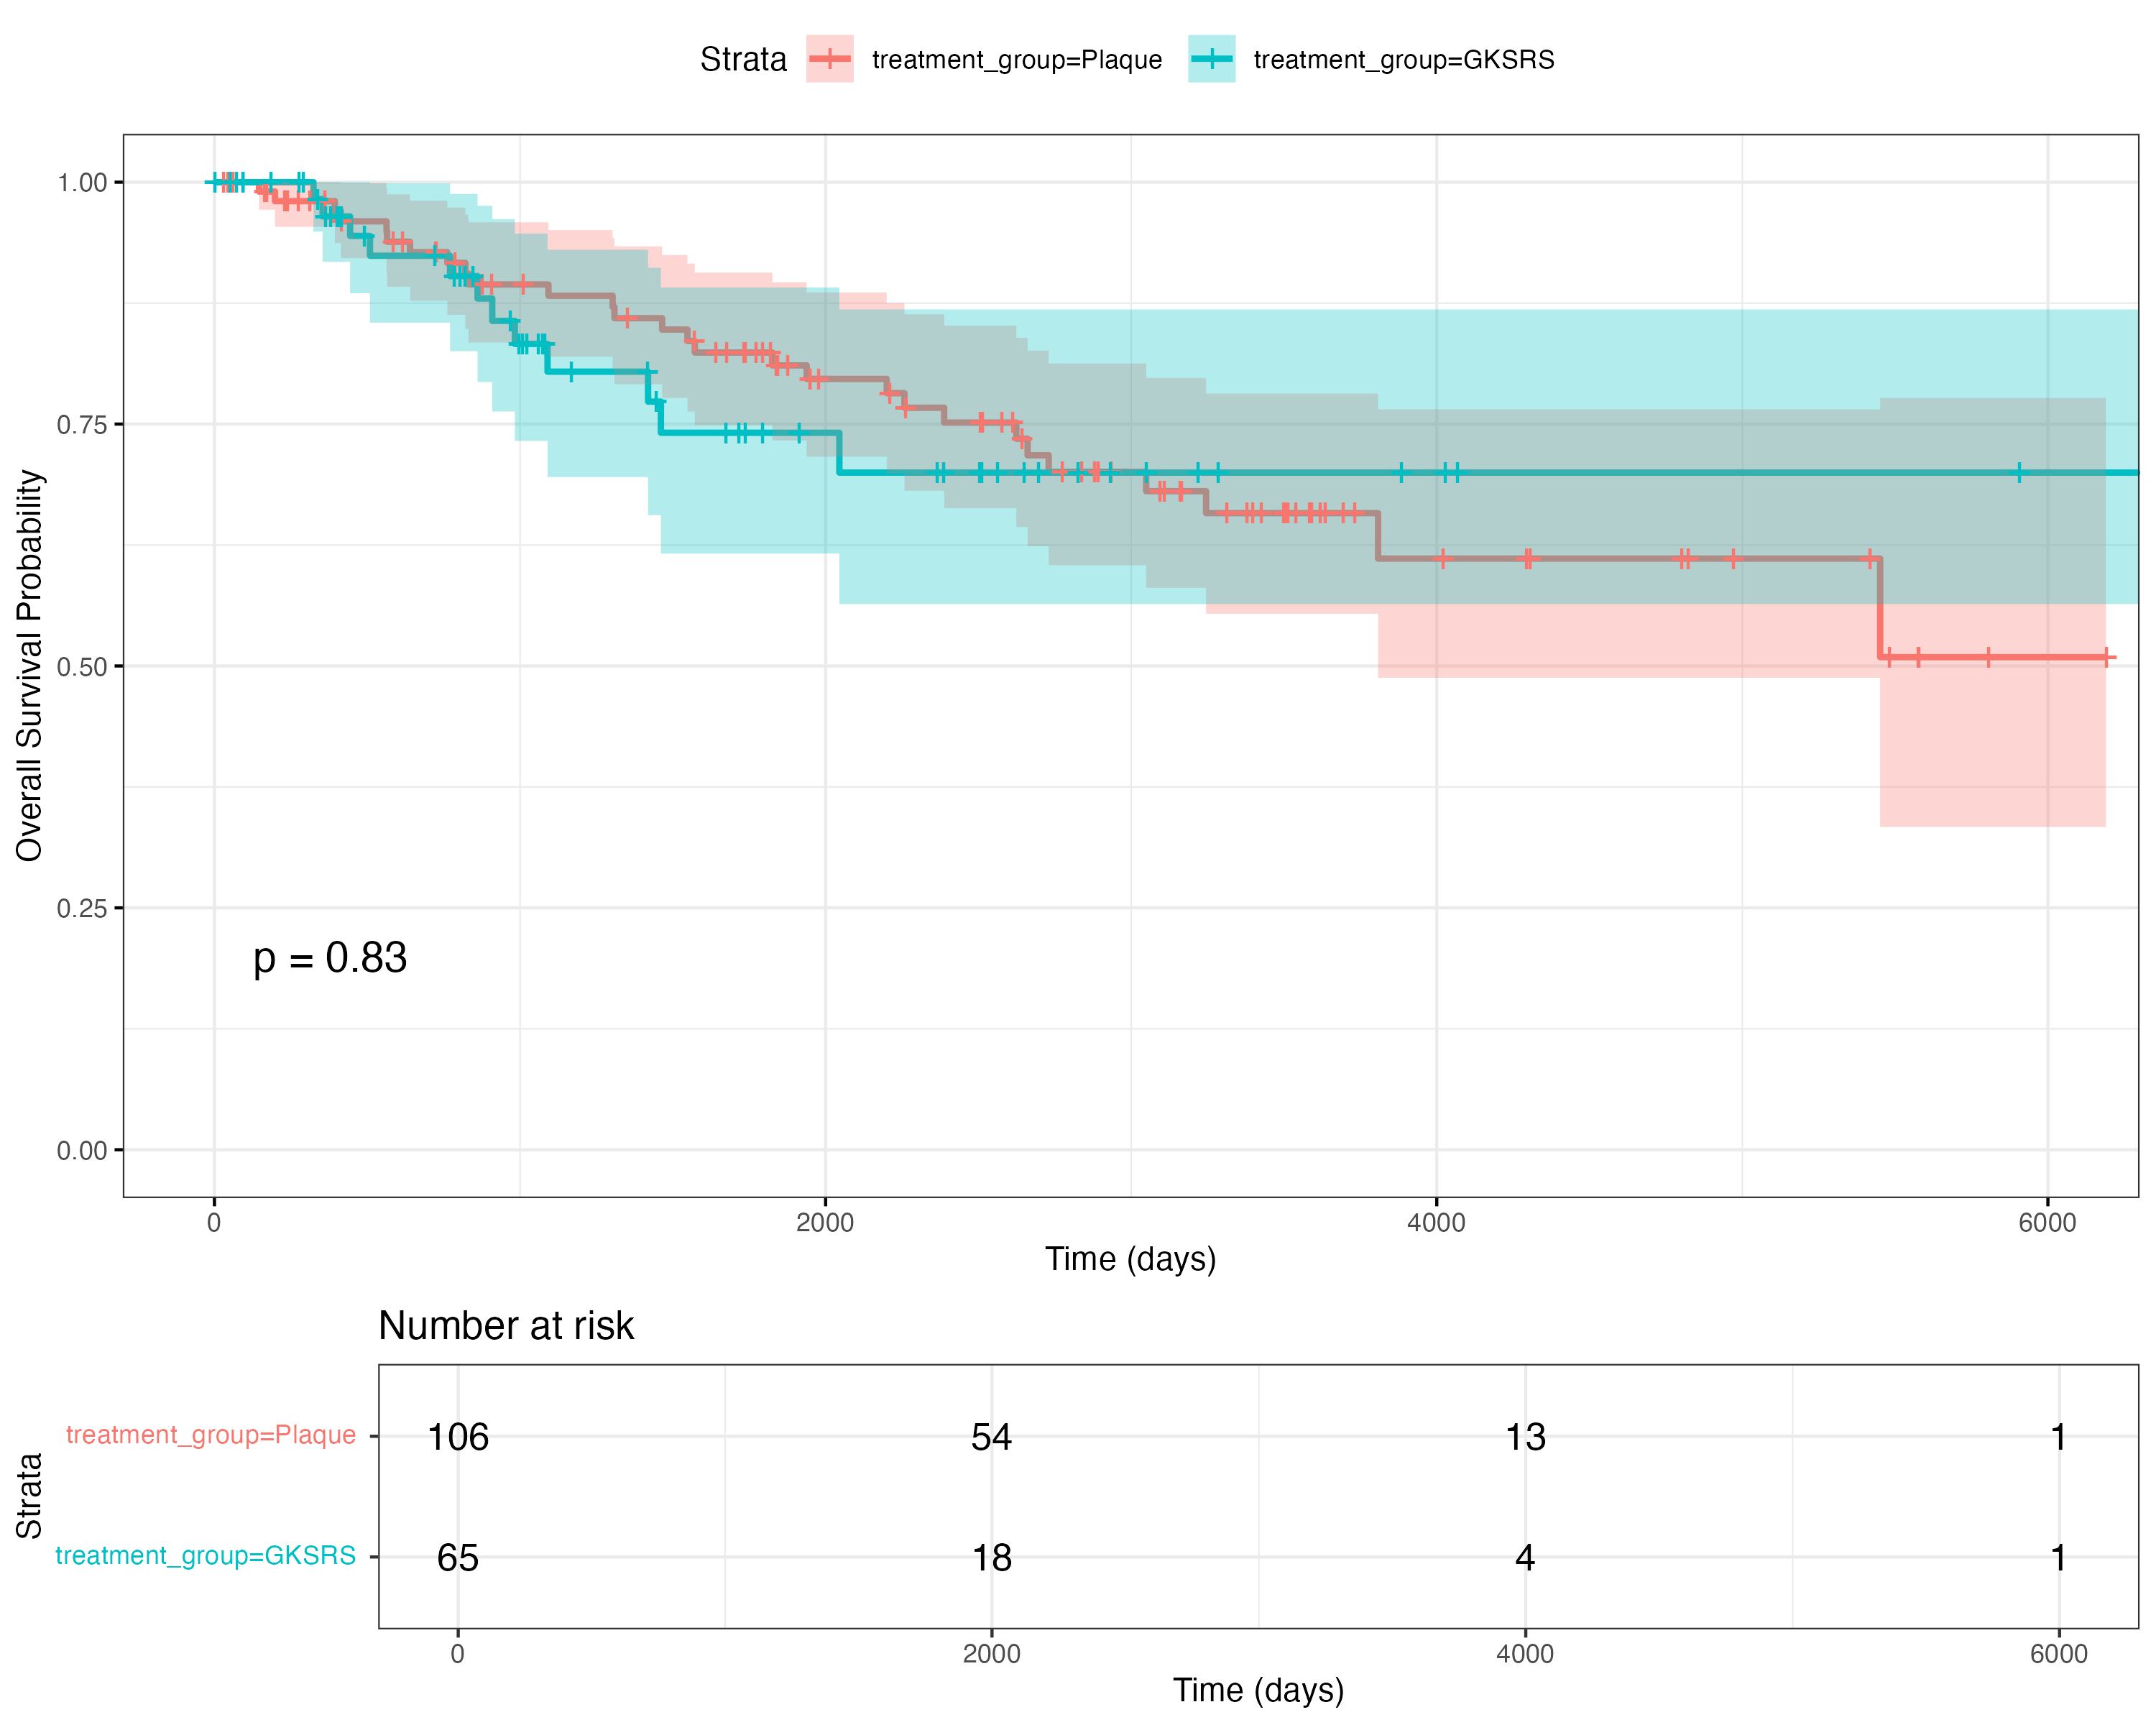 Strata treatment_group=Plaque treatment_group=GKSRS
1.00
0.75
0.50
0.25
0.00
Overall Survival Probability
p = 0.83
0 2000 4000 6000
Time (days)
Number at risk
Strata
treatment_group=Plaque 106 54 13 1
treatment_group=GKSRS 65 18 4 1
0 2000 4000 6000
Time (days)